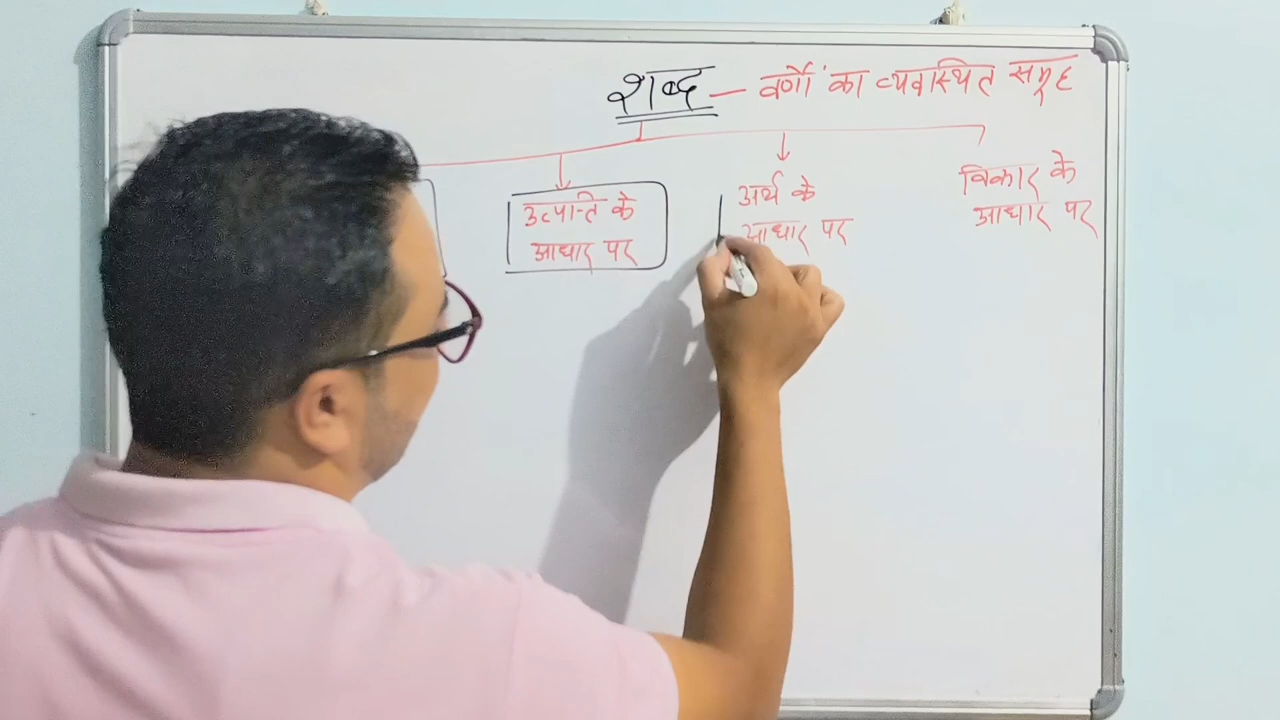 शब्द — वर्णों का व्यवस्थित समूह
उत्पत्ति के
आधार पर
अर्थ के
आधार पर
विकार के
आधार पर